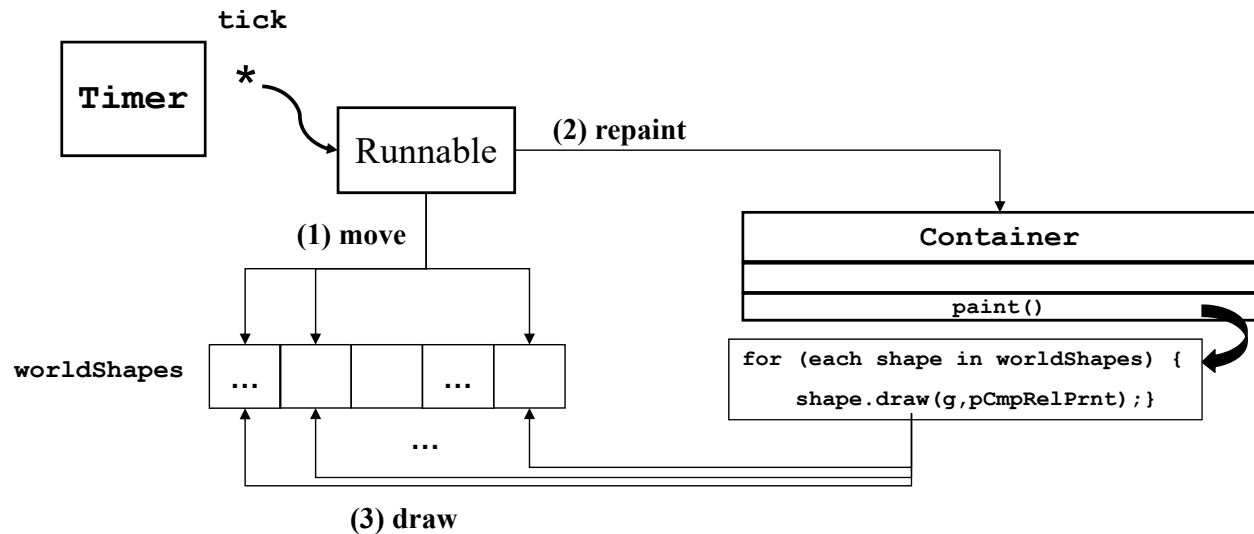 tick
Timer
*
Runnable
(2) repaint
(1) move
Container
paint()
worldShapes
...
...
for (each shape in worldShapes) {
shape.draw(g,pCmpRelPrnt);}
...
(3) draw